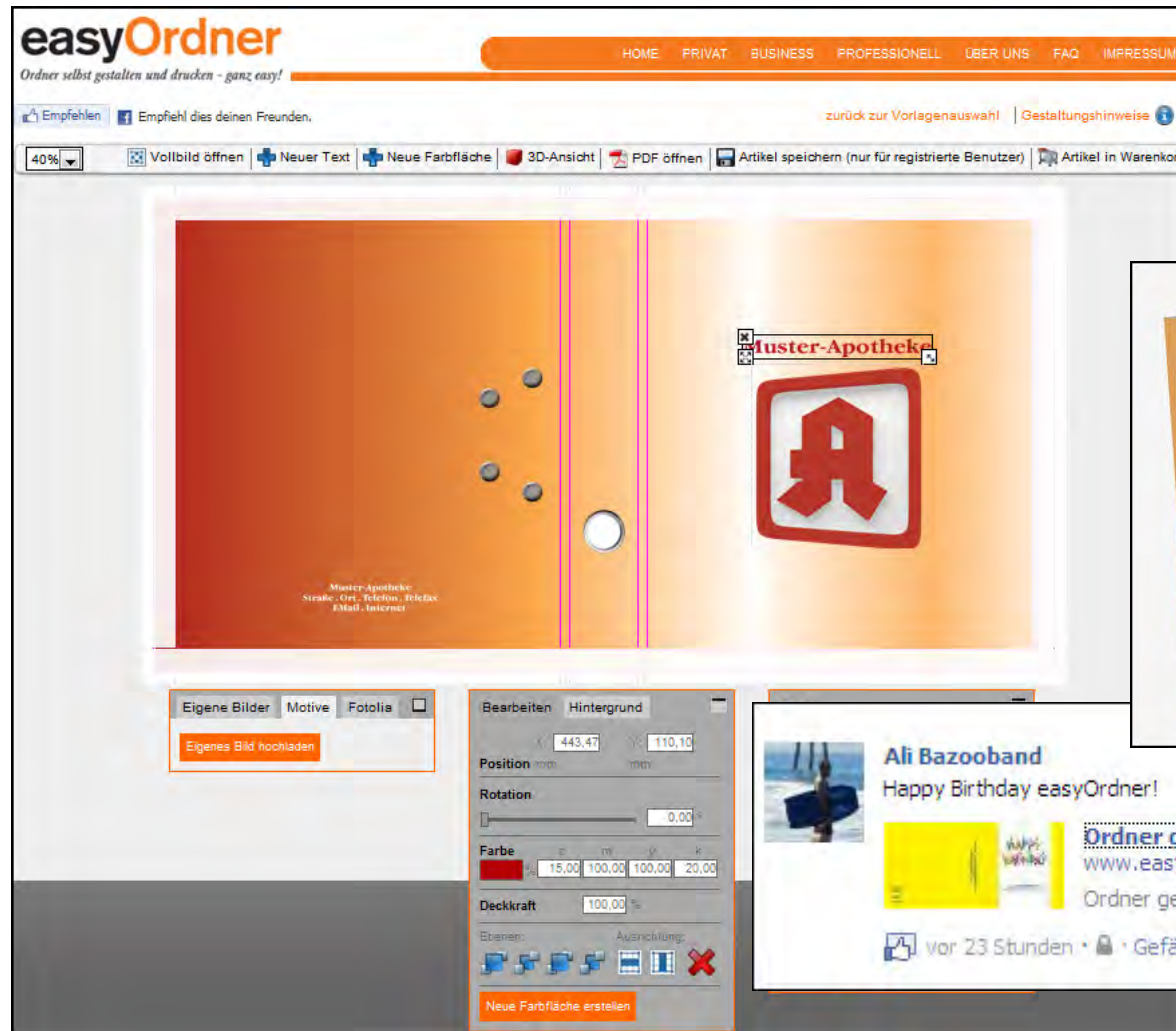 easyOrdner
Ordner selbst gestalten und drucken - ganz easy!
HOME PRIVAT BUSINESS PROFESSIONELL ÜBER UNS FAQ IMPRESSUM
Empfehlen Empfiehl dies deinen Freunden.
zurück zur Vorlagenauswahl Gestaltungshinweise
40% Vollbild öffnen Neuer Text Neue Farbfläche 3D-Ansicht PDF öffnen Artikel speichern (nur für registrierte Benutzer) Artikel in Warenko
Muster-Apotheke
A
Muster-Apotheke
Straße . Ort . Telefon . Telefax
EMail . Internet
Eigene Bilder Motive Fotolia
Eigenes Bild hochladen
Bearbeiten Hintergrund
X: 443,47 Y: 110,10
Position mm mm
Rotation
0,00 °
Farbe c m y k
% 15,00 100,00 100,00 20,00
Deckkraft 100,00 %
Ebenen: Ausrichtung:
Neue Farbfläche erstellen
Ali Bazooband
Happy Birthday easyOrdner!
Ordner
www.eas
Ordner ge
vor 23 Stunden · Gefä